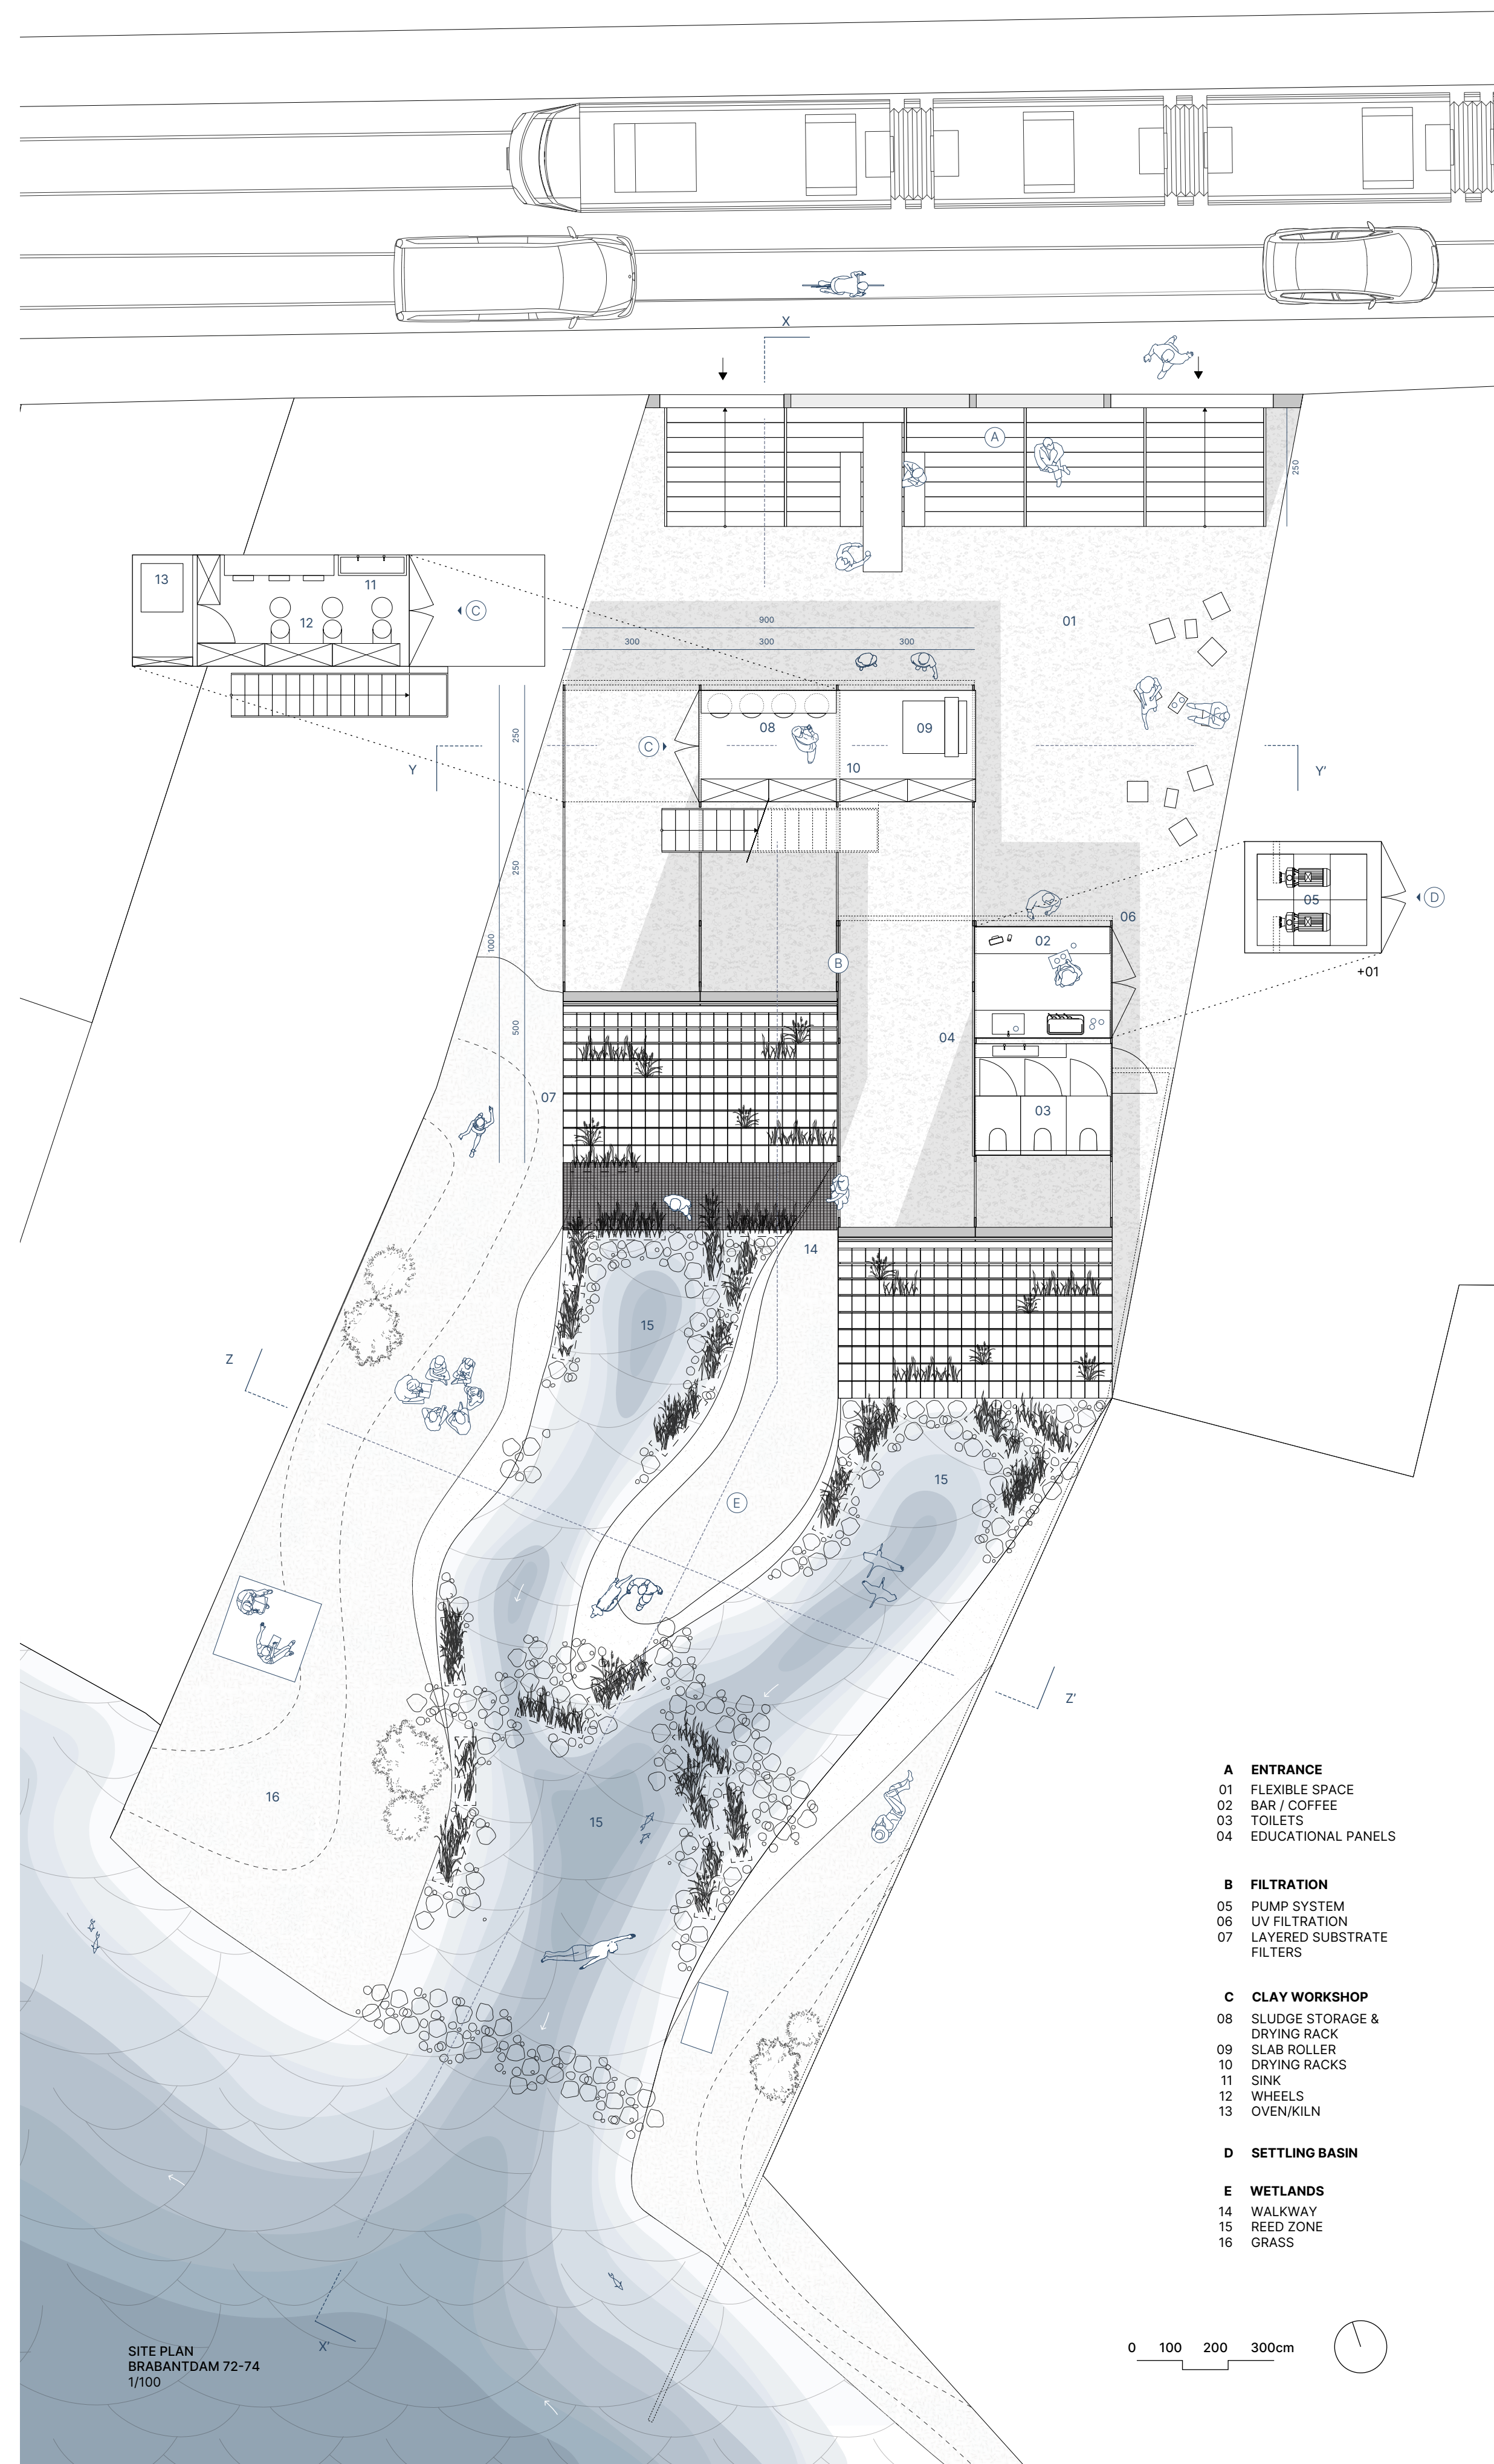 X
A
250
13
11
12
C
01
900
300 300 300
250
08
09
C
10
Y
Y'
250
05
D
06
+01
02
1000
B
500
04
07
03
14
15
Z
15
E
Z'
16
15
A ENTRANCE
01 FLEXIBLE SPACE
02 BAR / COFFEE
03 TOILETS
04 EDUCATIONAL PANELS
B FILTRATION
05 PUMP SYSTEM
06 UV FILTRATION
07 LAYERED SUBSTRATE
FILTERS
C CLAY WORKSHOP
08 SLUDGE STORAGE &
DRYING RACK
09 SLAB ROLLER
10 DRYING RACKS
11 SINK
12 WHEELS
13 OVEN/KILN
D SETTLING BASIN
E WETLANDS
14 WALKWAY
15 REED ZONE
16 GRASS
X'
SITE PLAN
BRABANTDAM 72-74
1/100
0 100 200 300cm